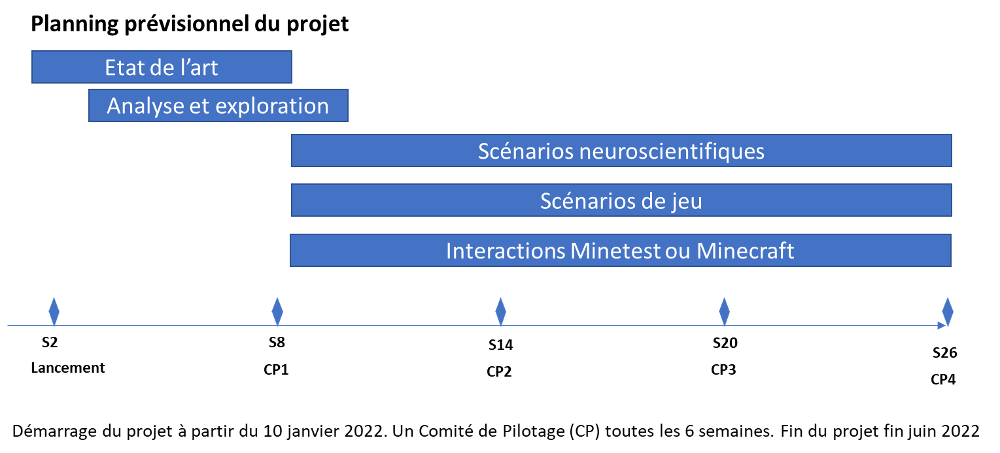 Planning prévisionnel du projet
Etat de l’art
Analyse et exploration
Scénarios neuroscientifiques
Scénarios de jeu
Interactions Minetest ou Minecraft
S2
Lancement
S8
CP1
S14
CP2
S20
CP3
S26
CP4
Démarrage du projet à partir du 10 janvier 2022. Un Comité de Pilotage (CP) toutes les 6 semaines. Fin du projet fin juin 2022